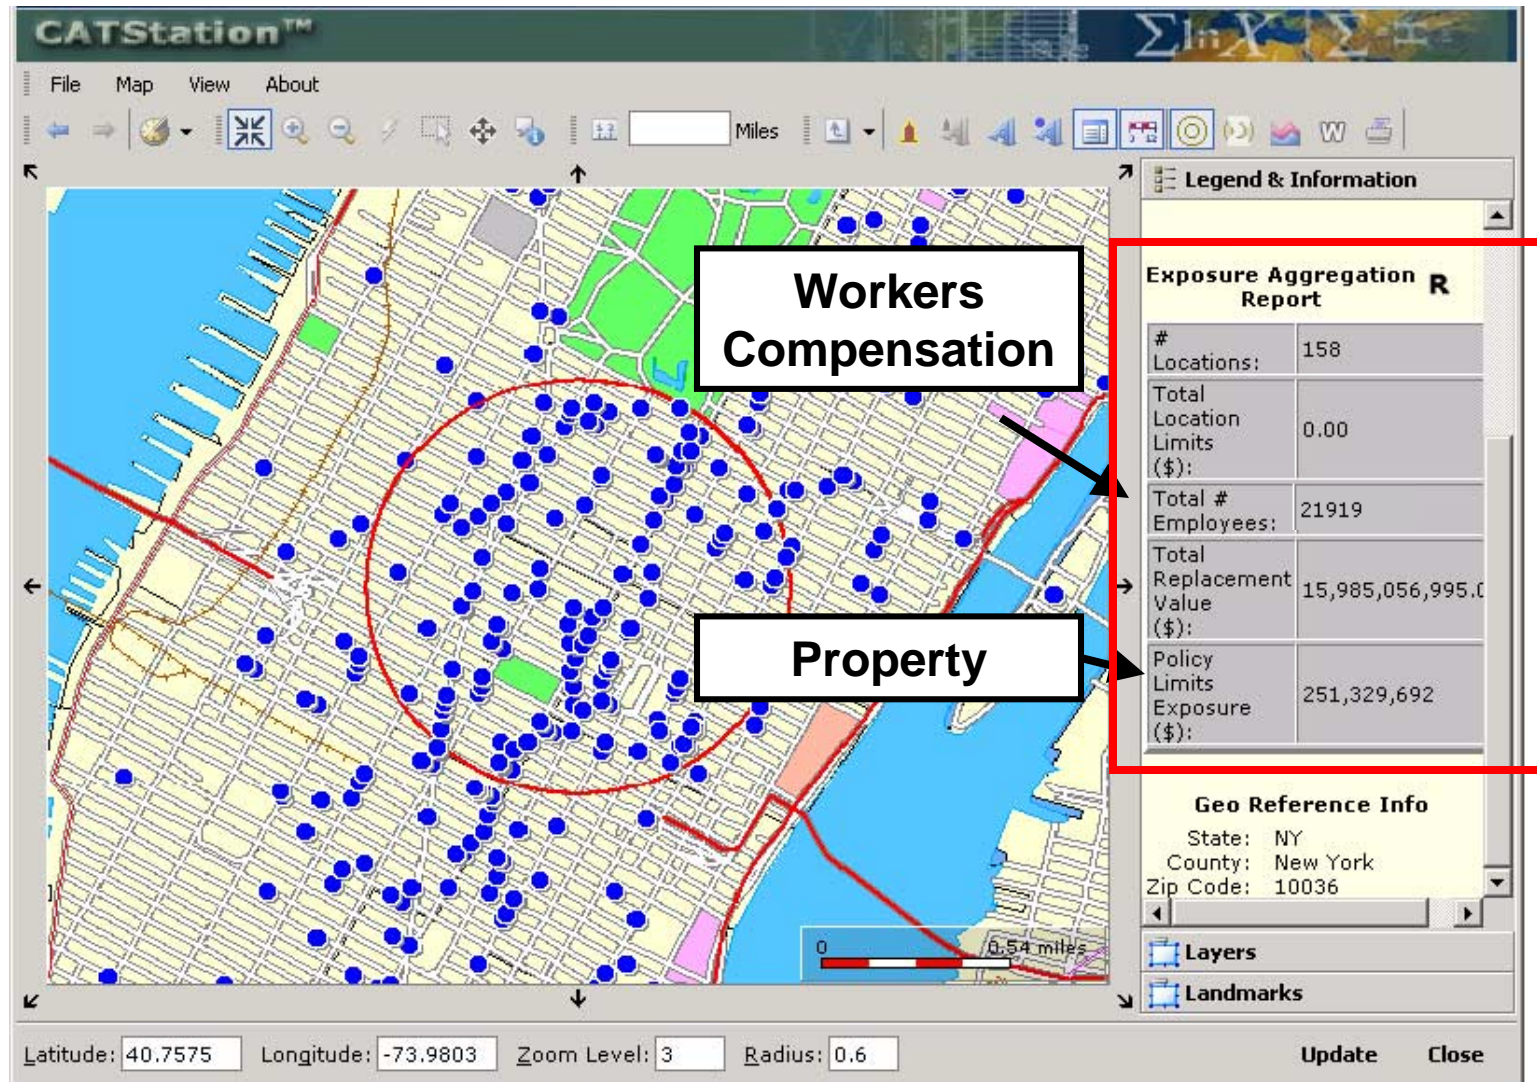 CATStation™
Σ ln X Σ
File Map View About
Miles
W
Legend & Information
Workers
Compensation
Exposure Aggregation R
Report
#
Locations: 158
Total
Location
Limits
($): 0.00
Total #
Employees: 21919
Total
Replacement
Value
($): 15,985,056,995.0
Property
Policy
Limits
Exposure
($): 251,329,692
Geo Reference Info
State: NY
County: New York
Zip Code: 10036
0 0.54 miles
Layers
Landmarks
Latitude: 40.7575 Longitude: -73.9803 Zoom Level: 3 Radius: 0.6 Update Close